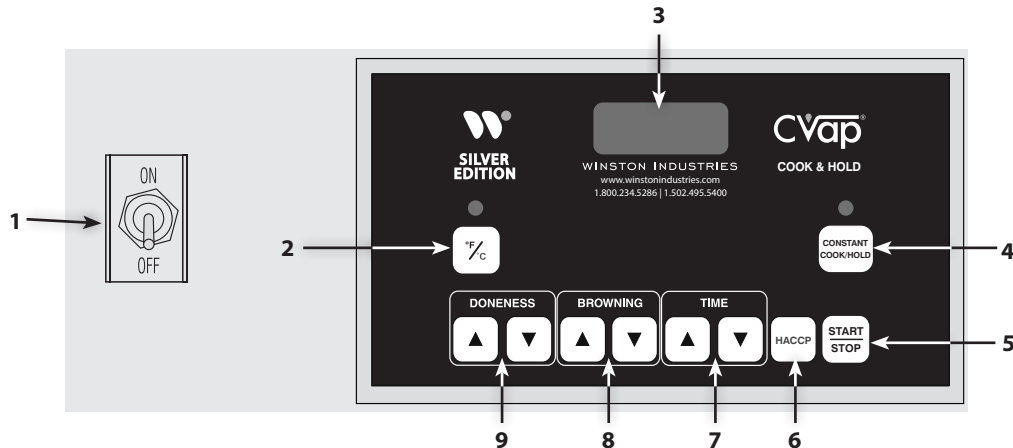 3
ON
1
OFF
SILVER
EDITION
WINSTON INDUSTRIES
www.winstonindustries.com
1.800.234.5286 | 1.502.495.5400
CVap®
COOK & HOLD
2
°F/°C
CONSTANT
COOK/HOLD
4
DONENESS
BROWNING
TIME
HACCP
START
STOP
5
9
8
7
6